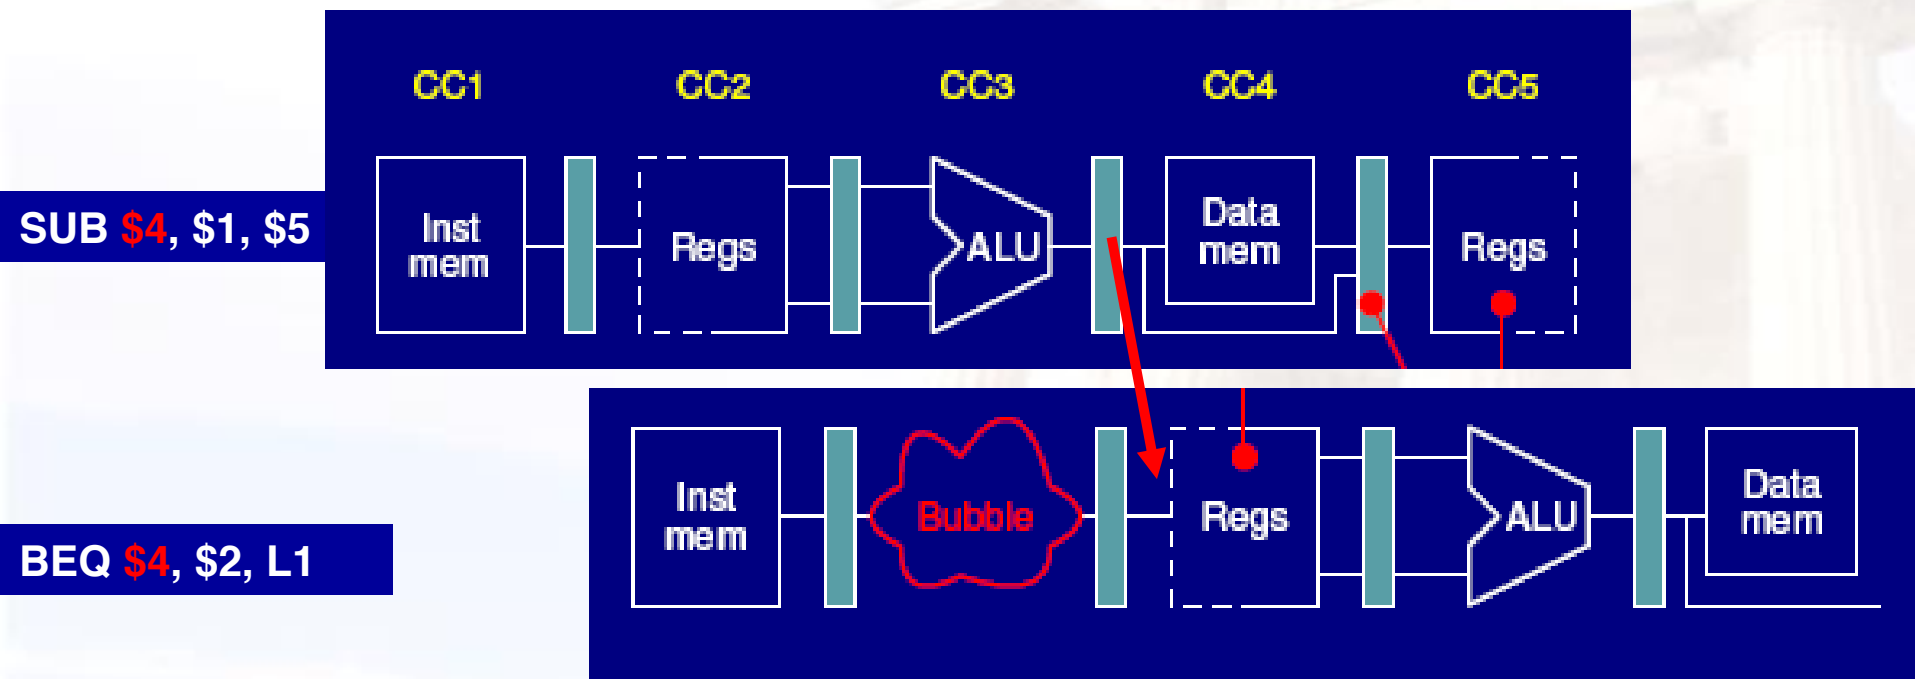 CC1 CC2 CC3 CC4 CC5
SUB $4, $1, $5
Inst
mem
Regs
ALU
Data
mem
Regs
BEQ $4, $2, L1
Inst
mem
Bubble
Regs
ALU
Data
mem